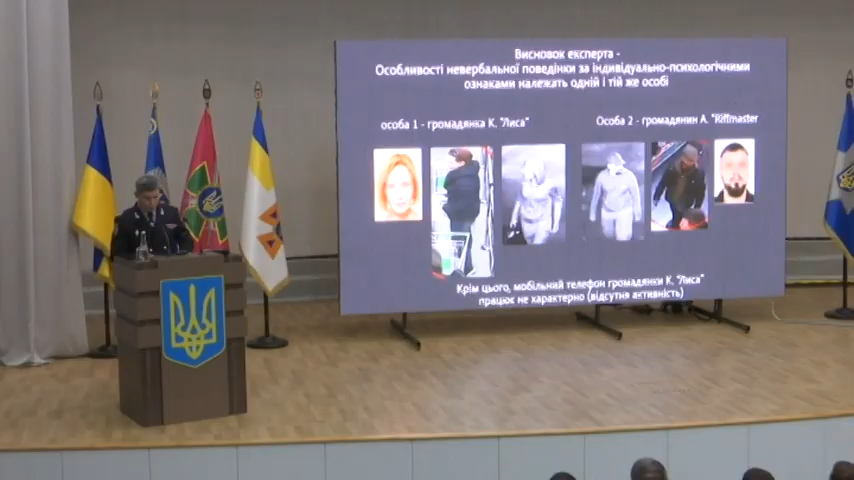 Висновок експерта -
Особливості невербальної поведінки за індивідуально-психологічними
ознаками належать одній і тій же особі
особа 1 - громадянка К. "Лиса"
Особа 2 - громадянин А. "Riffmaster
Крім цього, мобільний телефон громадянки К. "Лиса"
працює не характерно (відсутня активність)